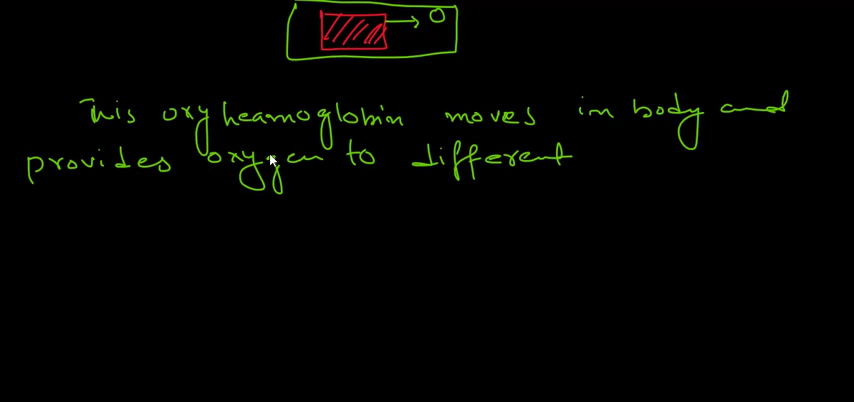 O
This oxyheamoglobin moves in body and
provides oxygen to different